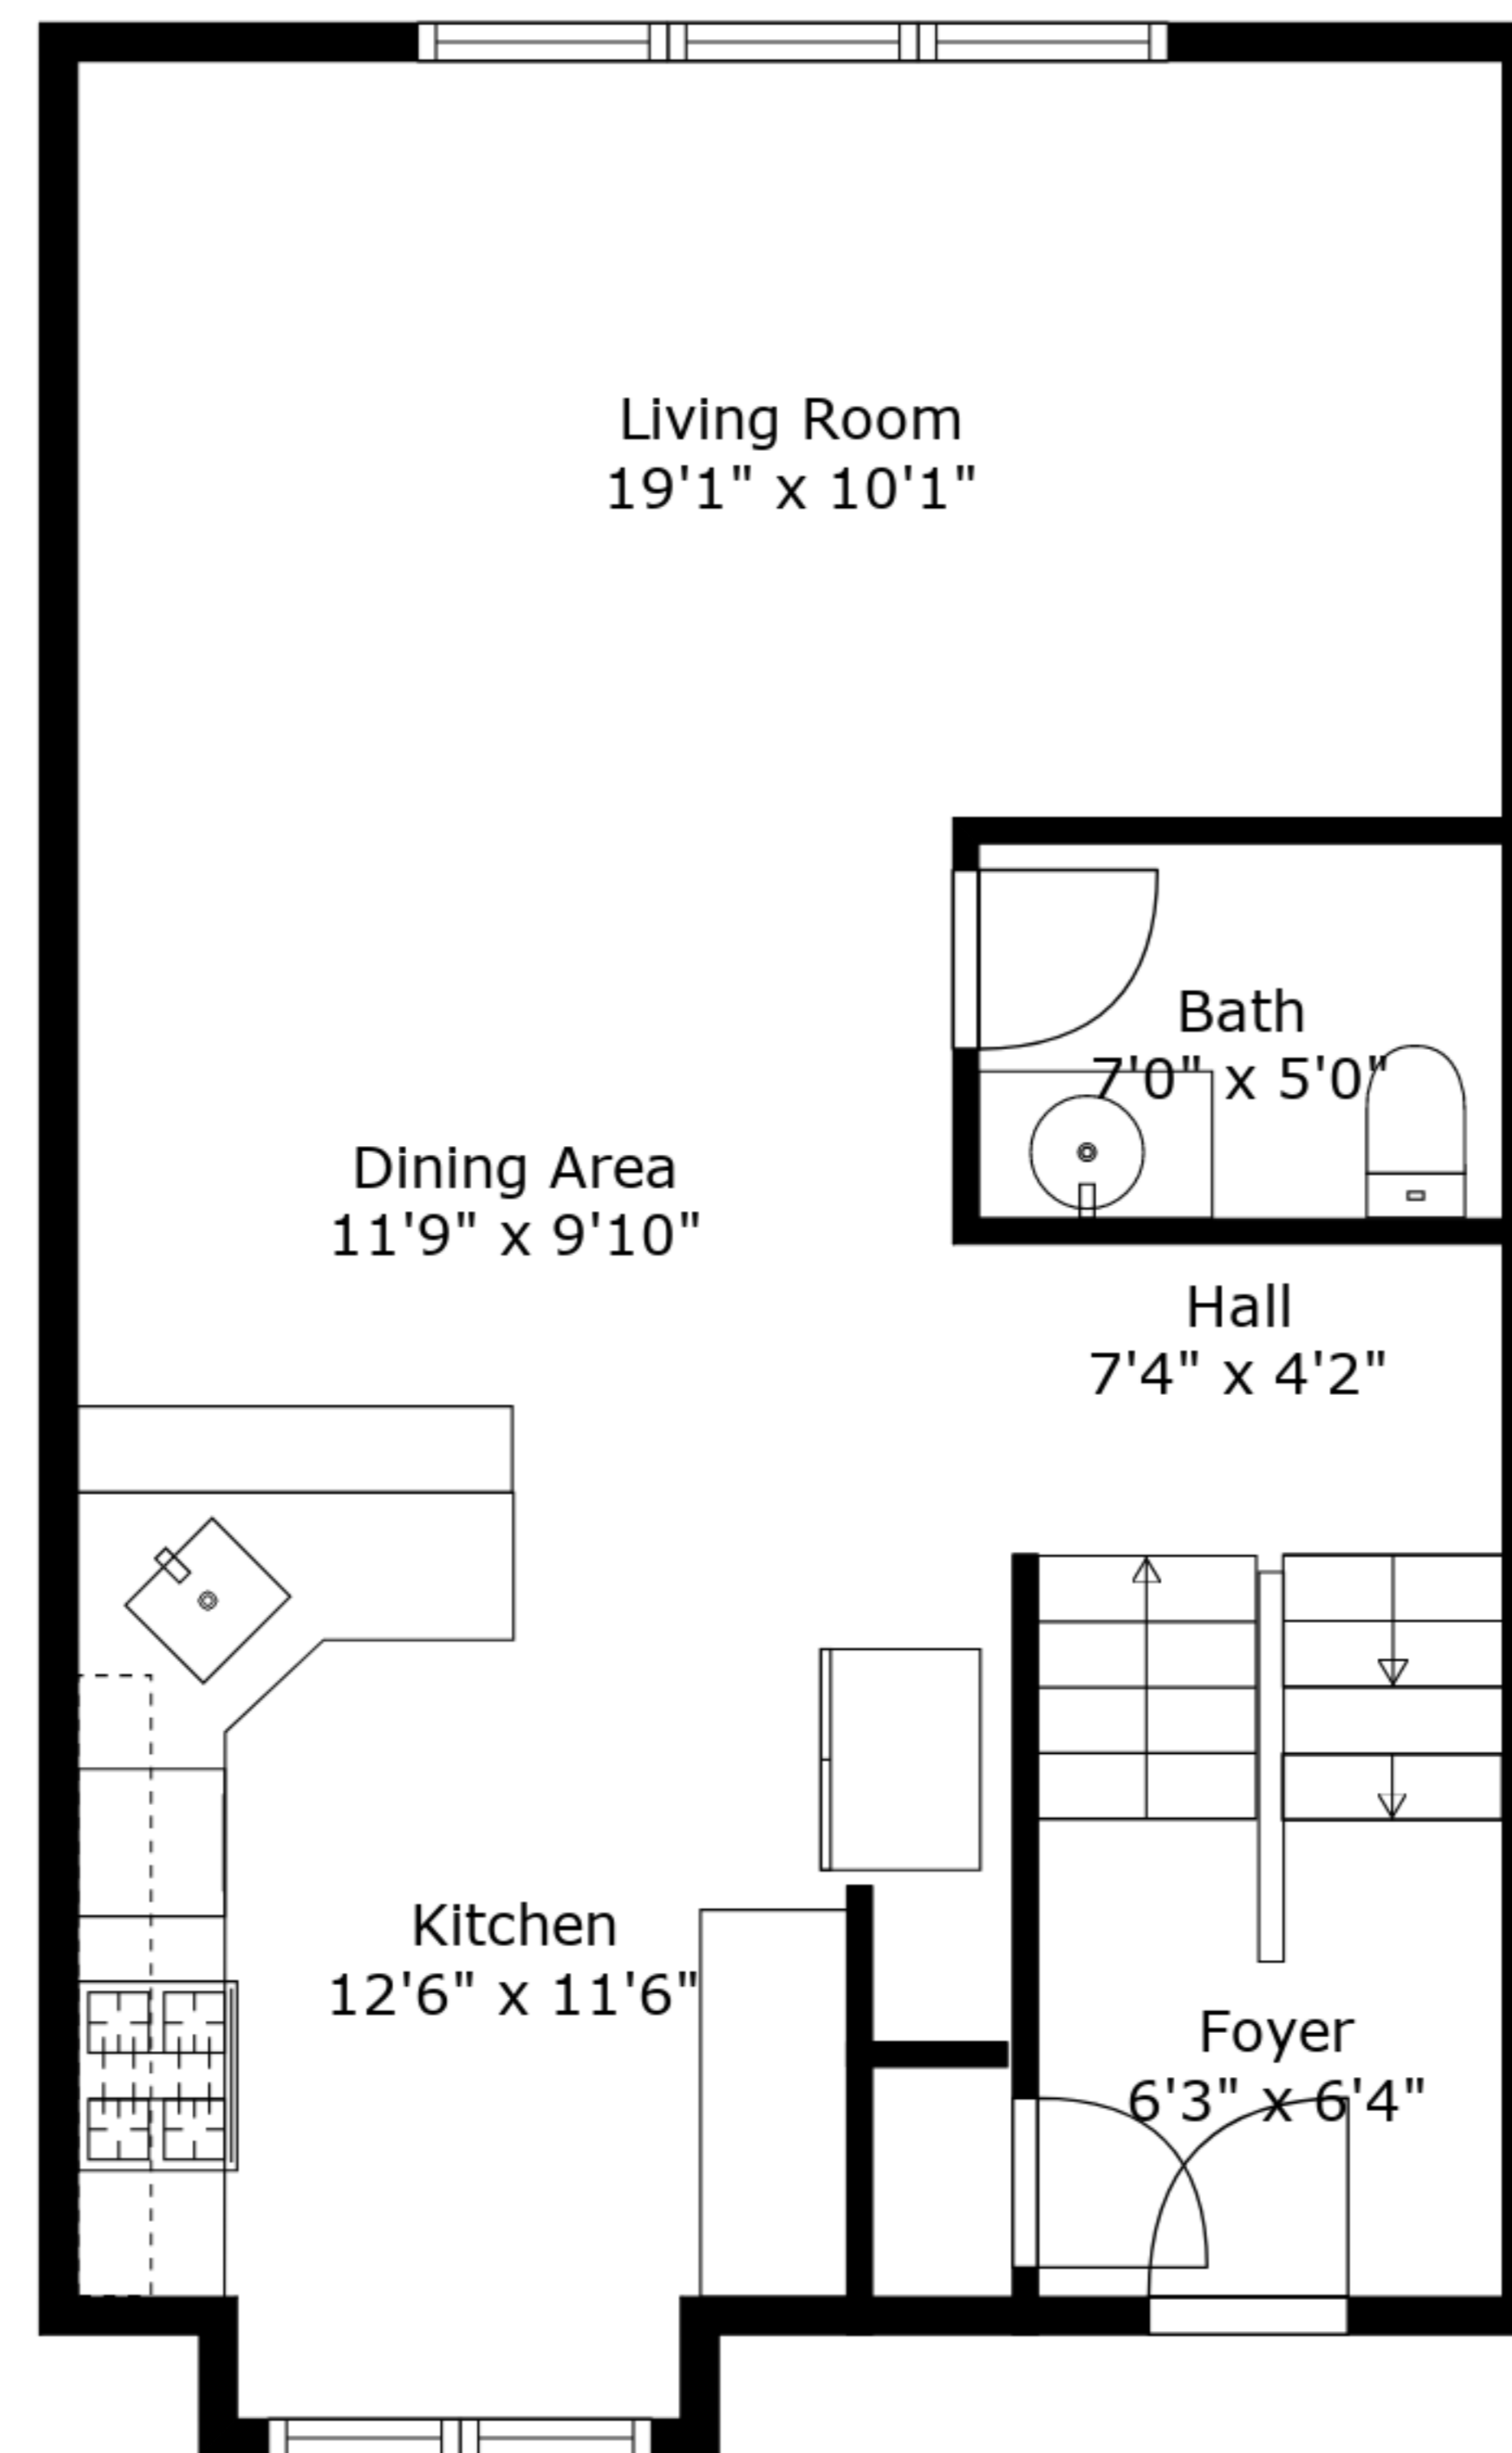 Living Room
19'1" x 10'1"
Bath
7'0" x 5'0"
Dining Area
11'9" x 9'10"
Hall
7'4" x 4'2"
Kitchen
12'6" x 11'6"
Foyer
6'3" x 6'4"